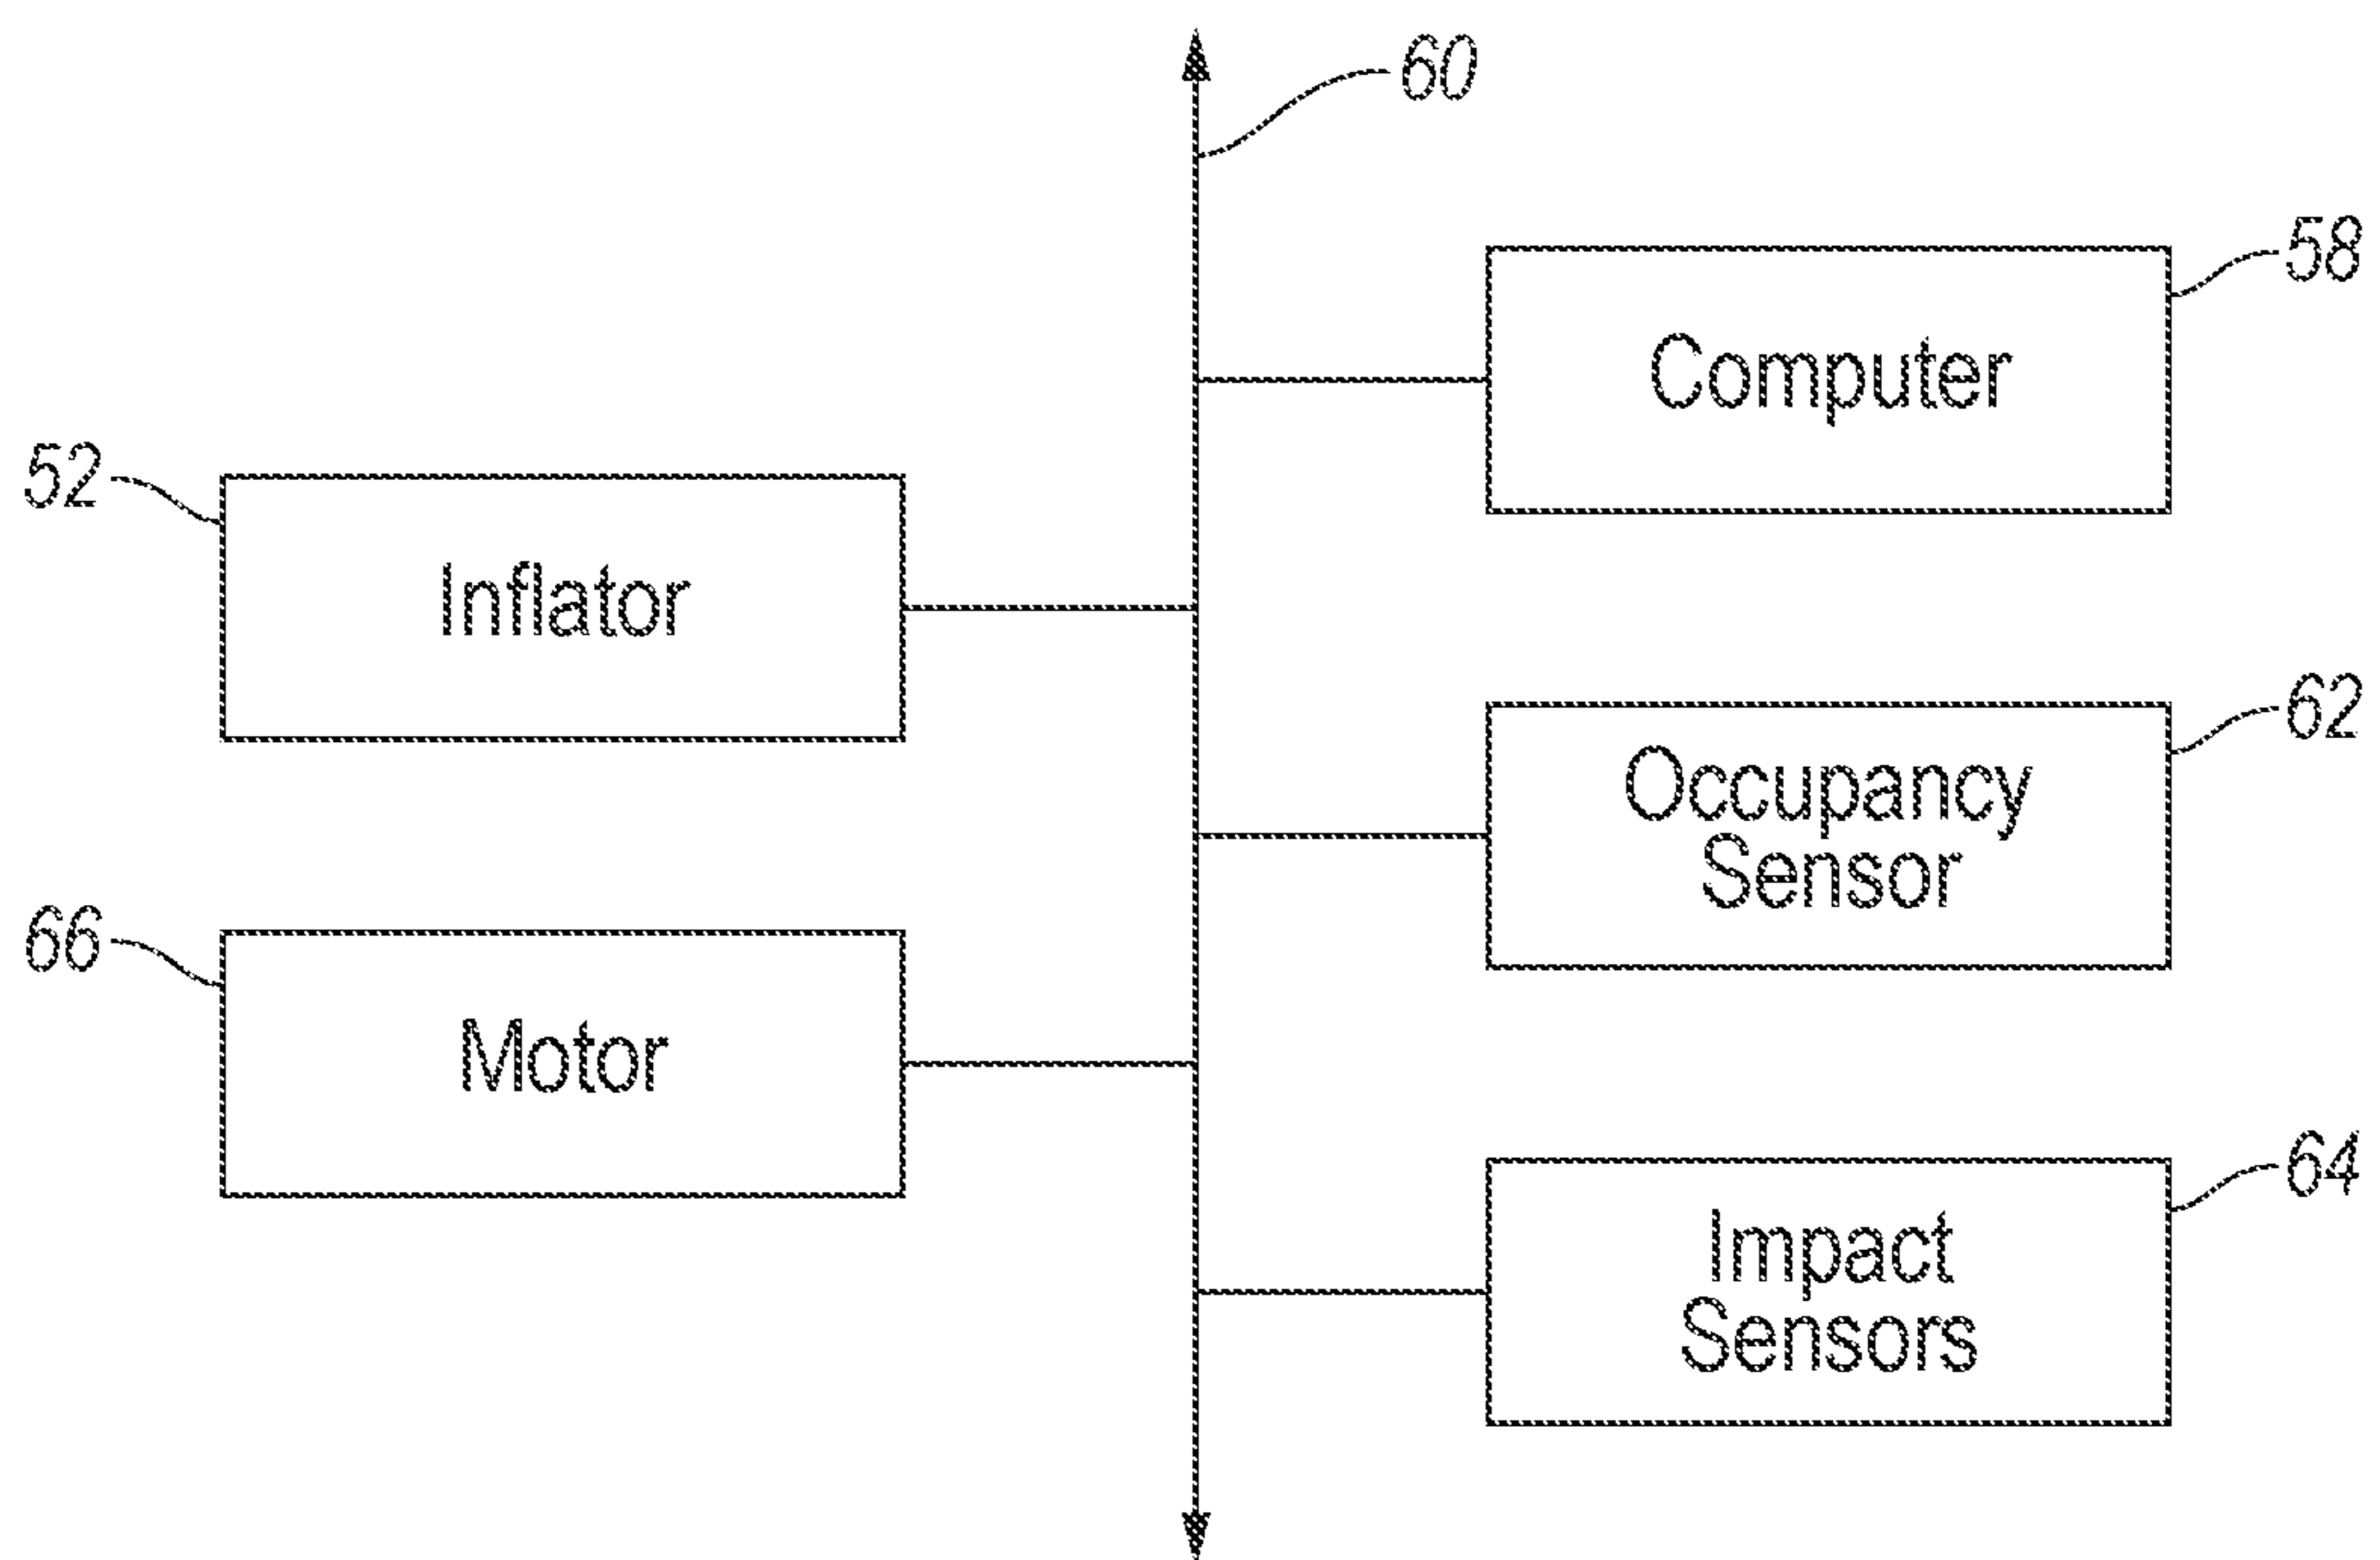 60
58
Computer
52
Inflator
62
Occupancy
Sensor
66
Motor
64
Impact
Sensors